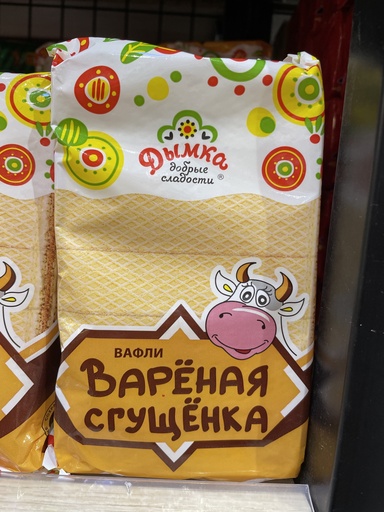 Дымка
добрые
сладости ®
ВАФЛИ
ВАРЁНАЯ
СГУЩЁНКА